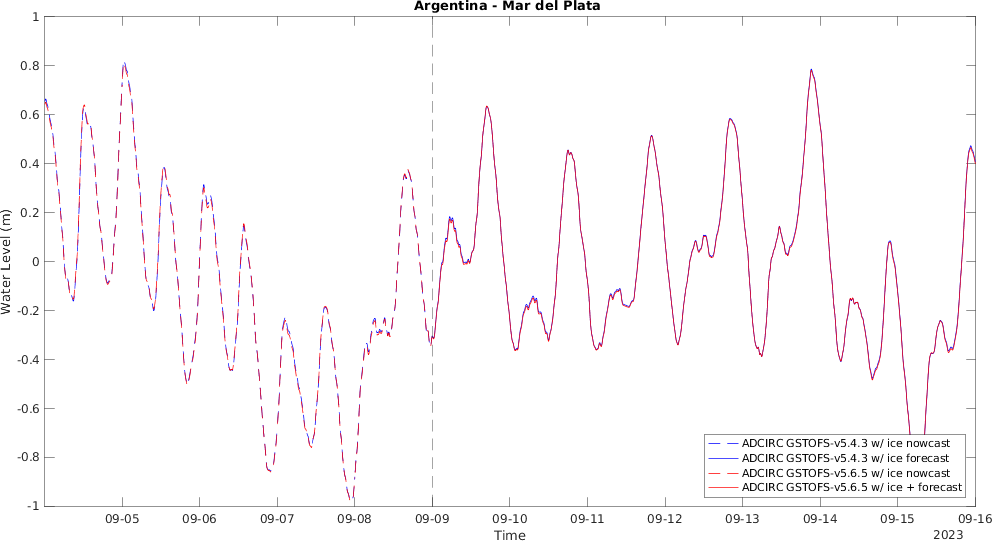 Argentina - Mar del Plata
Water Level (m)
1
0.8
0.6
0.4
0.2
0
-0.2
-0.4
-0.6
-0.8
-1
ADCIRC GSTOFS-v5.4.3 w/ ice nowcast
ADCIRC GSTOFS-v5.4.3 w/ ice forecast
ADCIRC GSTOFS-v5.6.5 w/ ice nowcast
ADCIRC GSTOFS-v5.6.5 w/ ice + forecast
09-05 09-06 09-07 09-08 09-09 09-10 09-11 09-12 09-13 09-14 09-15 09-16
Time
2023